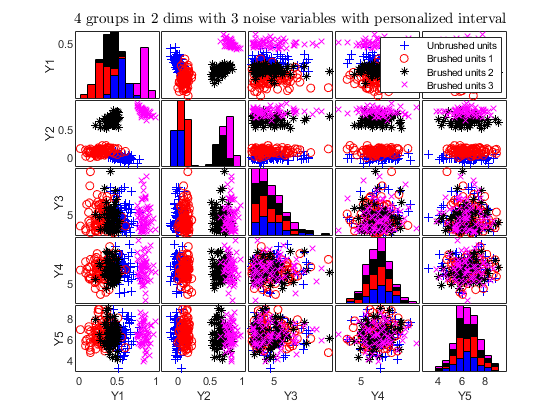 4 groups in 2 dims with 3 noise variables with personalized interval
Y1
0.5
Unbrushed units
Brushed units 1
Brushed units 2
Brushed units 3
Y2
0.5
0
Y3
5
Y4
5
Y5
8
6
4
0 0.5 1
0 0.5 1
5
5
4 6 8
Y1 Y2 Y3 Y4 Y5